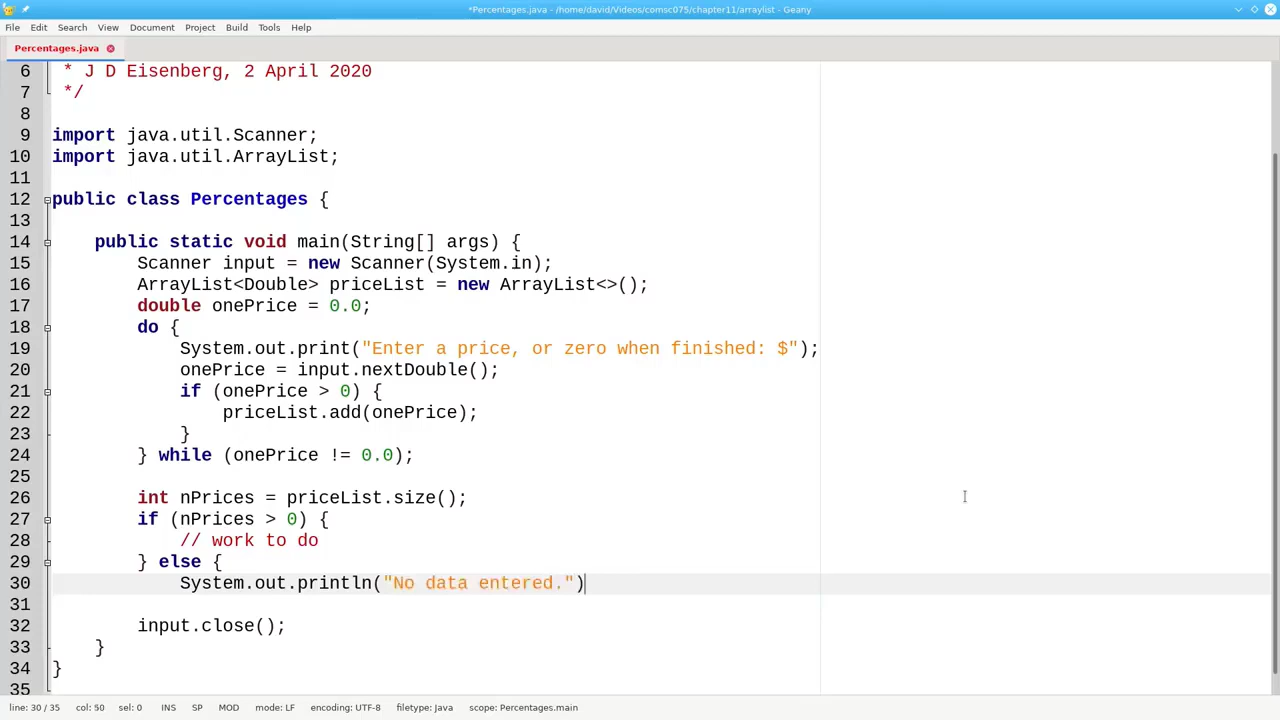 *Percentages.java - /home/david/Videos/comsc075/chapter11/arraylist - Geany
File Edit Search View Document Project Build Tools Help
Percentages.java
6  * J D Eisenberg, 2 April 2020
7  */
8
9 import java.util.Scanner;
10 import java.util.ArrayList;
11
12 public class Percentages {
13
14     public static void main(String[] args) {
15         Scanner input = new Scanner(System.in);
16         ArrayList<Double> priceList = new ArrayList<>();
17         double onePrice = 0.0;
18         do {
19             System.out.print("Enter a price, or zero when finished: $");
20             onePrice = input.nextDouble();
21             if (onePrice > 0) {
22                 priceList.add(onePrice);
23             }
24         } while (onePrice != 0.0);
25
26         int nPrices = priceList.size();
27         if (nPrices > 0) {
28             // work to do
29         } else {
30             System.out.println("No data entered.")
31
32         input.close();
33     }
34 }
35
line: 30 / 35 col: 50 sel: 0 INS SP MOD mode: LF encoding: UTF-8 filetype: Java scope: Percentages.main